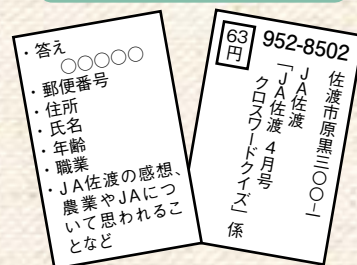 ・答え
○○○○○
・郵便番号
・住所
・氏名
・年齢
・職業
・JA佐渡の感想、
農業やJAにつ
いて思われるこ
となど
63
円
952-8502
佐渡市原黒三〇〇-一
JA佐渡
「JA佐渡 4月号
クロスワードクイズ」係